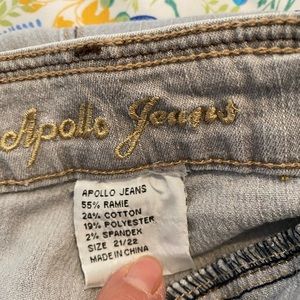 Apollo Jeans
APOLLO JEANS
55% RAMIE
24% COTTON
19% POLYESTER
2% SPANDEX
SIZE 21/22
MADE IN CHINA